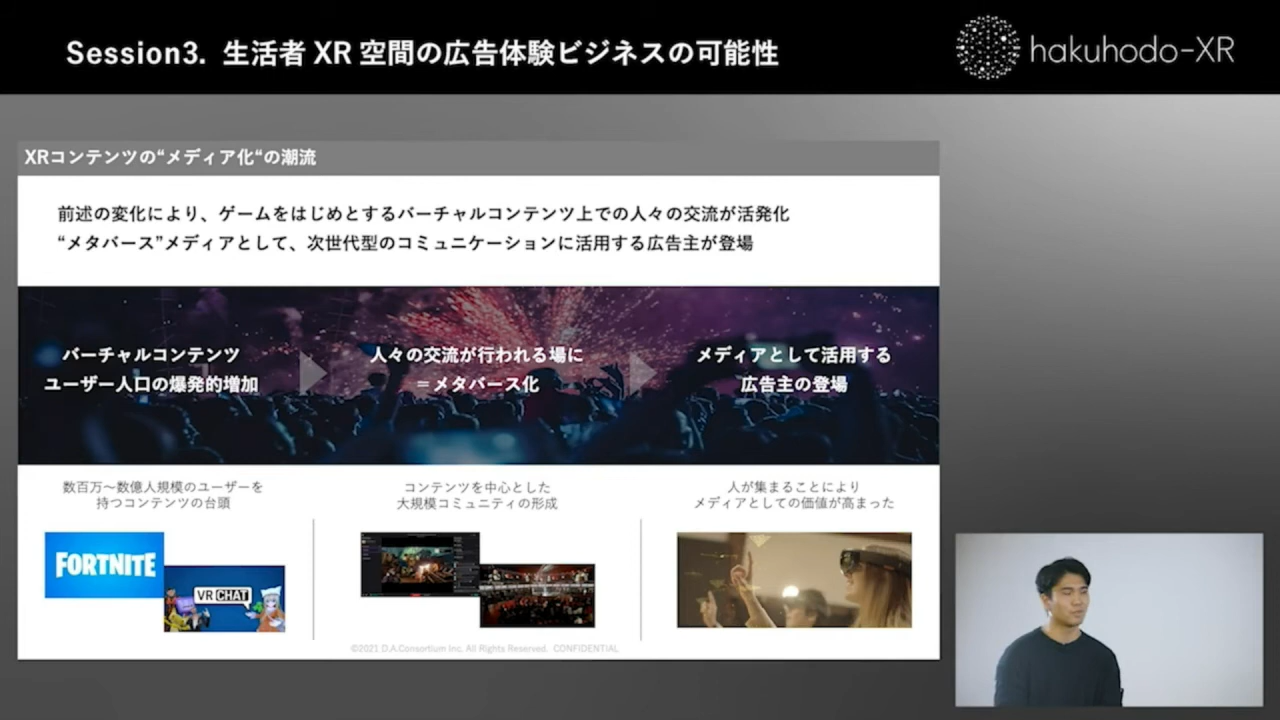 Session3. 生活者 XR 空間の広告体験ビジネスの可能性
hakuhodo-XR
XRコンテンツの“メディア化“の潮流
前述の変化により、ゲームをはじめとするバーチャルコンテンツ上での人々の交流が活発化
“メタバース”メディアとして、次世代型のコミュニケーションに活用する広告主が登場
バーチャルコンテンツ
ユーザー人口の爆発的増加
人々の交流が行われる場に
＝メタバース化
メディアとして活用する
広告主の登場
数百万～数億人規模のユーザーを
持つコンテンツの台頭
コンテンツを中心とした
大規模コミュニティの形成
人が集まることにより
メディアとしての価値が高まった
FORTNITE
VR CHAT
©2021 D.A.Consortium Inc. All Rights Reserved. CONFIDENTIAL